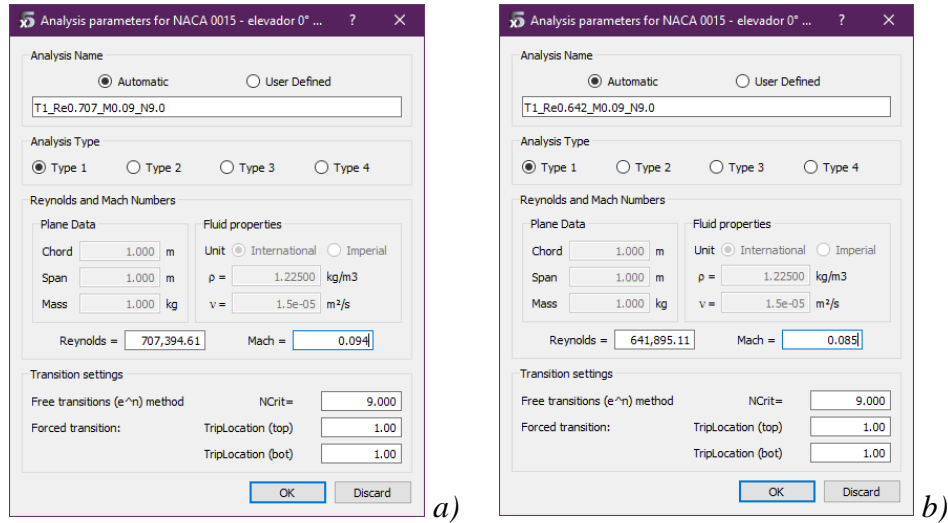 Analysis parameters for NACA 0015 - elevador 0° ... ? ×
Analysis Name
Automatic User Defined
T1_Re0.707_M0.09_N9.0
Analysis Type
Type 1 Type 2 Type 3 Type 4
Reynolds and Mach Numbers
Plane Data Fluid properties
Chord 1.000 m Unit International Imperial
Span 1.000 m ρ = 1.22500 kg/m3
Mass 1.000 kg ν = 1.5e-05 m²/s
Reynolds = 707,394.61 Mach = 0.094
Transition settings
Free transitions (e^n) method NCrit= 9.000
Forced transition: TripLocation (top) 1.00
TripLocation (bot) 1.00
OK Discard
a)
Analysis parameters for NACA 0015 - elevador 0° ... ? ×
Analysis Name
Automatic User Defined
T1_Re0.642_M0.09_N9.0
Analysis Type
Type 1 Type 2 Type 3 Type 4
Reynolds and Mach Numbers
Plane Data Fluid properties
Chord 1.000 m Unit International Imperial
Span 1.000 m ρ = 1.22500 kg/m3
Mass 1.000 kg ν = 1.5e-05 m²/s
Reynolds = 641,895.11 Mach = 0.085
Transition settings
Free transitions (e^n) method NCrit= 9.000
Forced transition: TripLocation (top) 1.00
TripLocation (bot) 1.00
OK Discard
b)